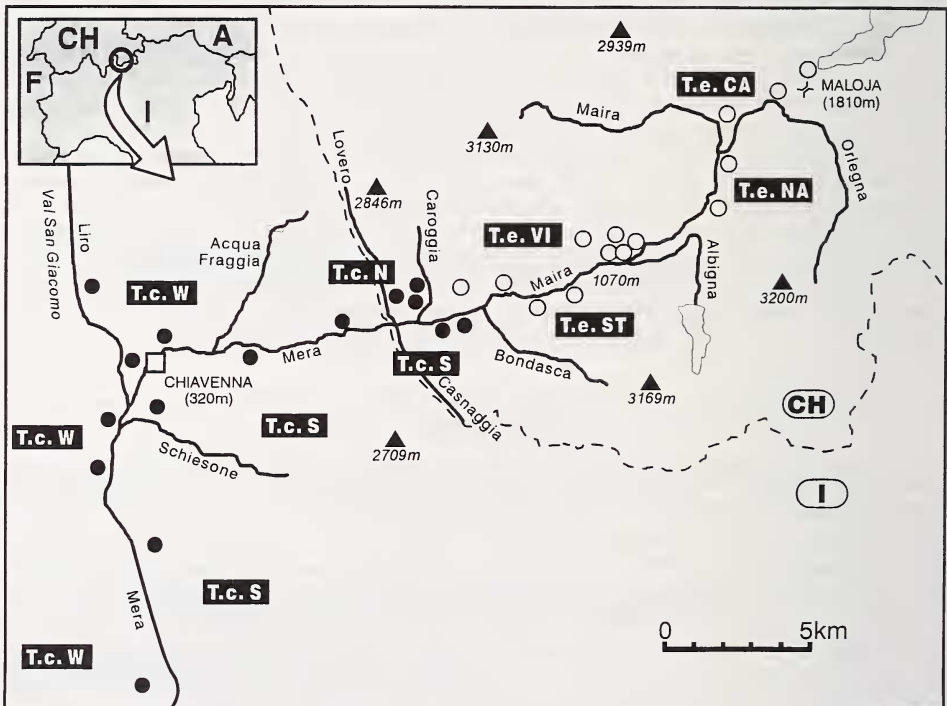 CH
A
F
I
2939m
T.e. CA
MALOJA
(1810m)
Maira
3130m
Orlegna
Lovero
Val San Giacomo
Liro
2846m
Caroggia
T.e. NA
Acqua
Fraggia
T.e. VI
T.c. N
Albigna
T.c. W
Maira
1070m
3200m
T.e. ST
Mera
T.c. S
Bondasca
CHIAVENNA
(320m)
Casnaggia
3169m
CH
T.c. W
T.c. S
Schiesone
2709m
I
T.c. S
Mera
0
5km
T.c. W